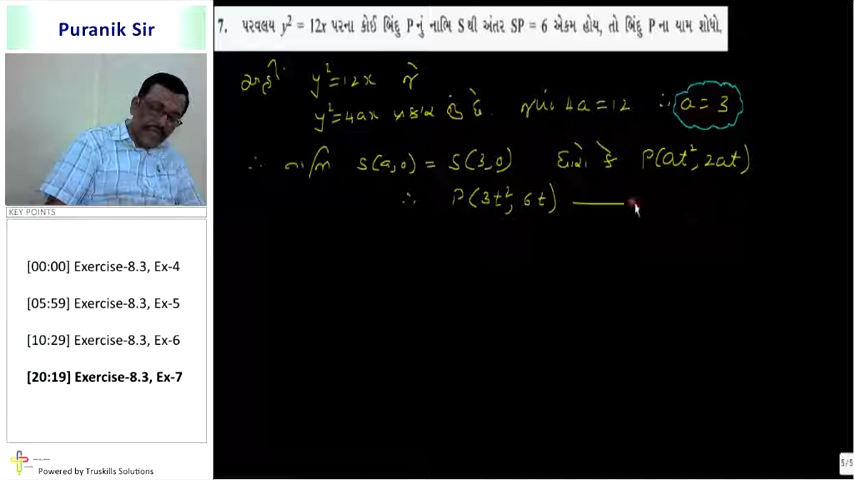 Puranik Sir
KEY POINTS
[00:00] Exercise-8.3, Ex-4
[05:59] Exercise-8.3, Ex-5
[10:29] Exercise-8.3, Ex-6
[20:19] Exercise-8.3, Ex-7
Powered by Truskills Solutions
7. પરવલય y² = 12x પરના કોઈ બિંદુ P નું નાભિ S થી અંતર SP = 6 એકમ હોય, તો બિંદુ P ના યામ શોધો.
અહીં y² = 12x એ
y² = 4ax પ્રકારનું છે. જ્યાં 4a = 12 ∴ a = 3
∴ નાભિ S(a, 0) = S(3, 0) ધારો કે P(at², 2at)
∴ P(3t², 6t)
5/5